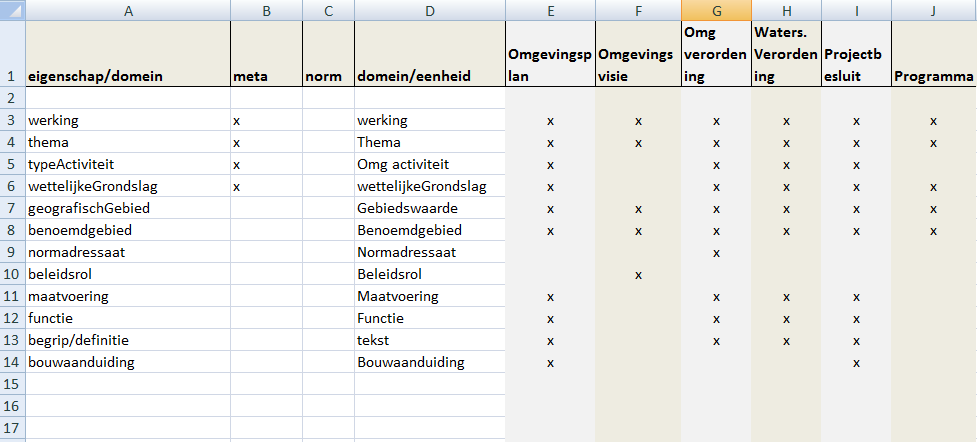 A B C D E F G H I J
1 eigenschap/domein meta norm domein/eenheid Omgevingsp lan Omgevings visie Omg verorden ing Waters. Verorden ing Projectb esluit Programma
2
3 werking x werking x x x x x x
4 thema x Thema x x x x x x
5 typeActiviteit x Omg activiteit x x x x
6 wettelijkeGrondslag x wettelijkeGrondslag x x x x x
7 geografischGebied Gebiedswaarde x x x x x x
8 benoemdgebied Benoemdgebied x x x x x x
9 normadressaat Normadressaat x
10 beleidsrol Beleidsrol x
11 maatvoering Maatvoering x x x x
12 functie Functie x x x x
13 begrip/definitie tekst x x x x
14 bouwaanduiding Bouwaanduiding x x
15
16
17